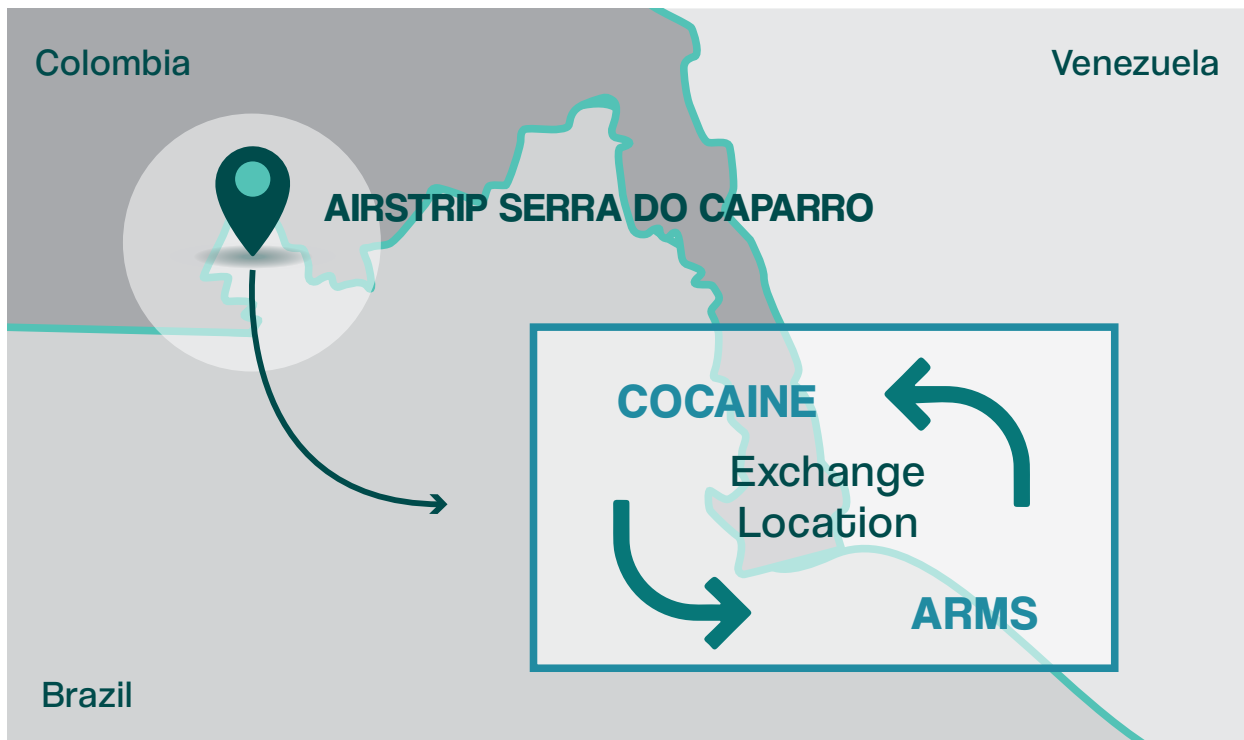 Colombia
Venezuela
AIRSTRIP SERRA DO CAPARRO
COCAINE
Exchange
Location
ARMS
Brazil